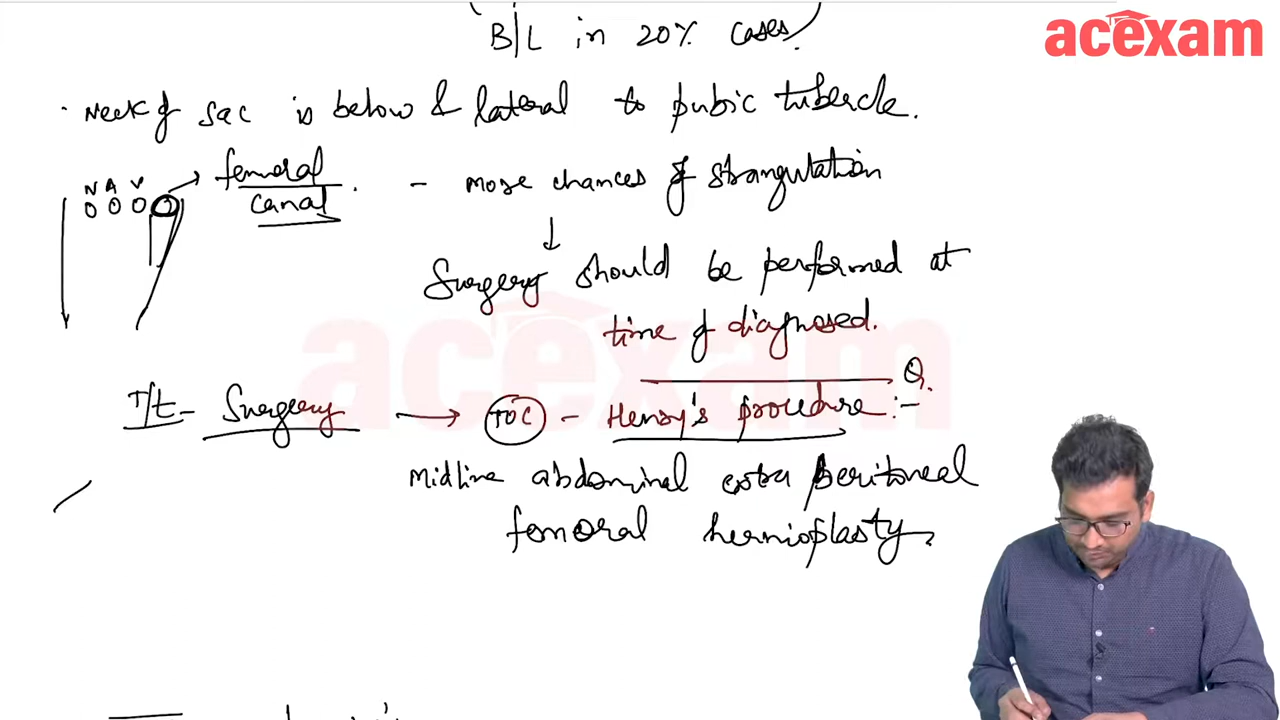 acexam
B/L in 20% cases.)
. neck of sac is below & lateral to pubic tubercle.
N A V
femoral canal
- more chances of strangulation
↓
Surgery should be performed at
time of diagnosed.
Q.
T/t - Surgery → TOC - Henry's procedure :-
midline abdominal extra peritoneal
femoral hernioplasty
acexam